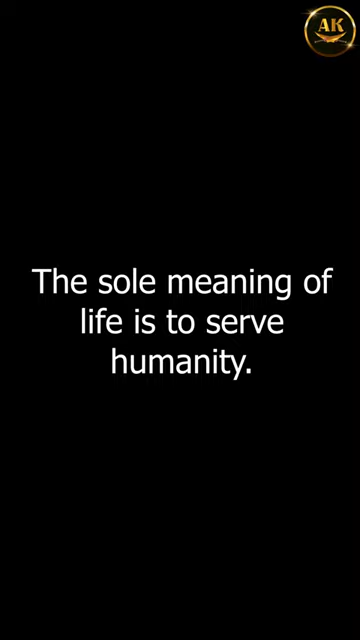 AK
The sole meaning of
life is to serve
humanity.